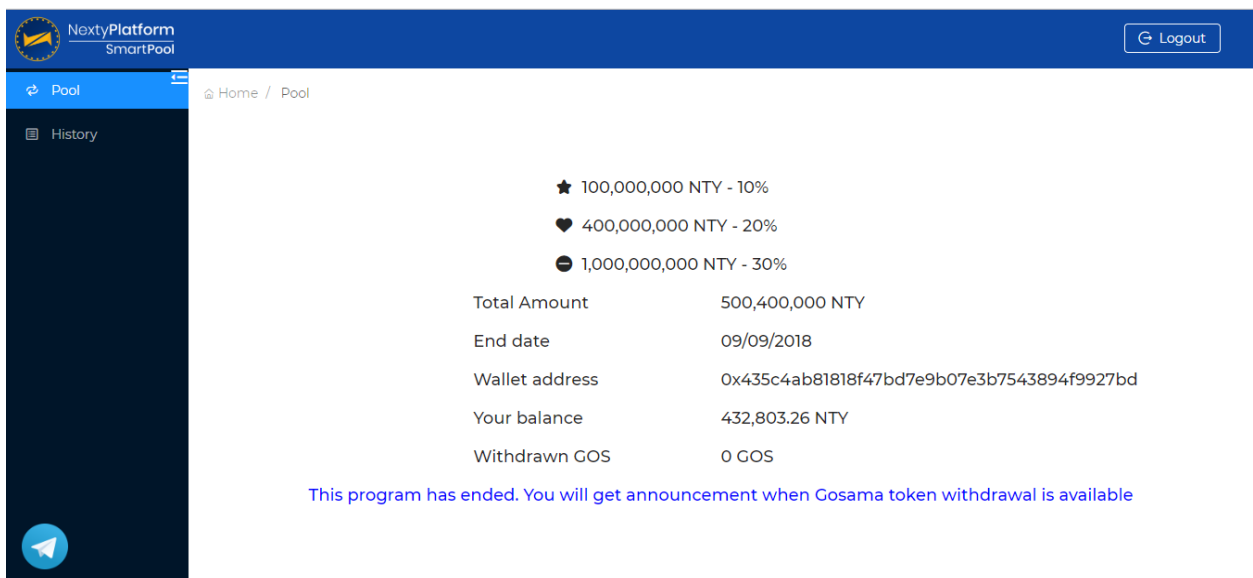 NextyPlatform
SmartPool
Logout
Pool
Home / Pool
History
100,000,000 NTY - 10%
400,000,000 NTY - 20%
1,000,000,000 NTY - 30%
Total Amount 500,400,000 NTY
End date 09/09/2018
Wallet address 0x435c4ab81818f47bd7e9b07e3b7543894f9927bd
Your balance 432,803.26 NTY
Withdrawn GOS 0 GOS
This program has ended. You will get announcement when Gosama token withdrawal is available